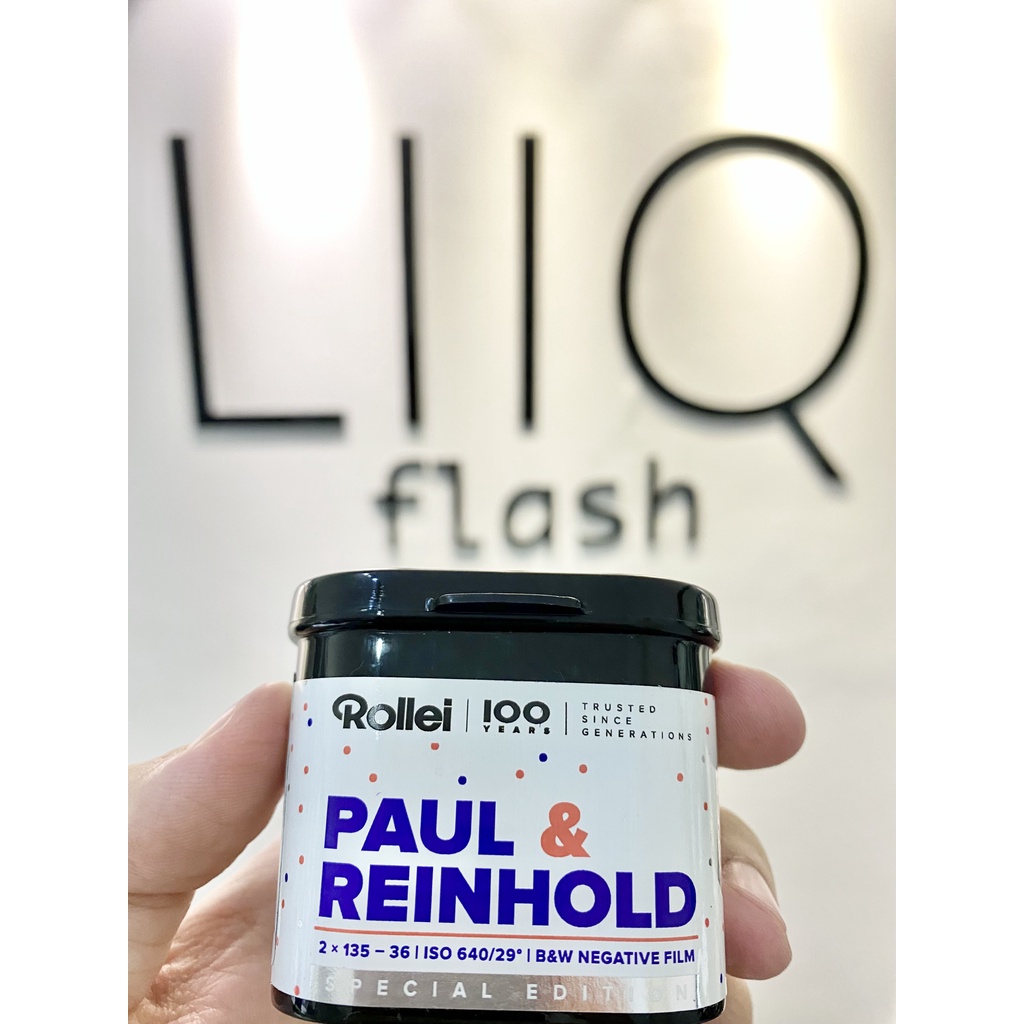 LIIQ
flash
Rollei | 100 YEARS | TRUSTED SINCE GENERATIONS
PAUL &
REINHOLD
2 × 135 – 36 | ISO 640/29° | B&W NEGATIVE FILM
SPECIAL EDITION